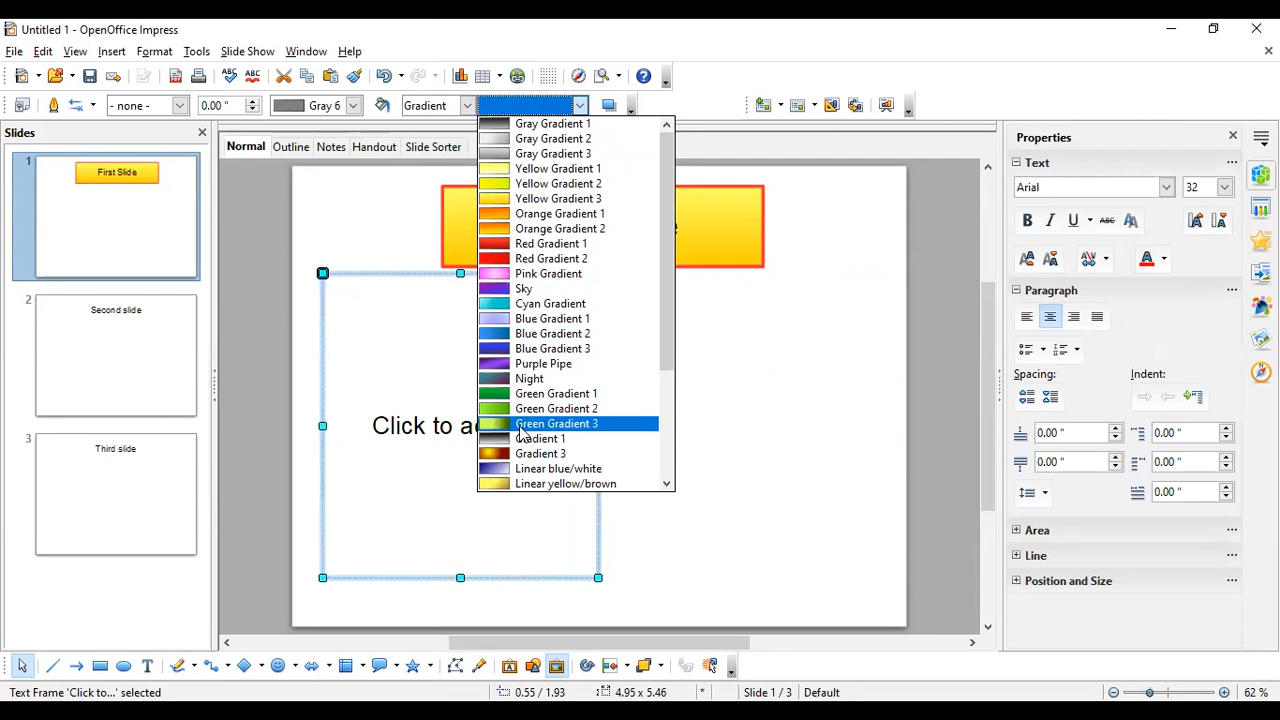 Untitled 1 - OpenOffice Impress
File Edit View Insert Format Tools Slide Show Window Help
- none - 0.00 " Gray 6 Gradient
Slides
Normal Outline Notes Handout Slide Sorter
Properties
1
First Slide
2
Second slide
3
Third slide
Click to a
Gray Gradient 1
Gray Gradient 2
Gray Gradient 3
Yellow Gradient 1
Yellow Gradient 2
Yellow Gradient 3
Orange Gradient 1
Orange Gradient 2
Red Gradient 1
Red Gradient 2
Pink Gradient
Sky
Cyan Gradient
Blue Gradient 1
Blue Gradient 2
Blue Gradient 3
Purple Pipe
Night
Green Gradient 1
Green Gradient 2
Green Gradient 3
Gradient 1
Gradient 3
Linear blue/white
Linear yellow/brown
Text
Arial 32
Paragraph
Spacing: Indent:
0.00 " 0.00 "
0.00 " 0.00 "
0.00 "
Area
Line
Position and Size
Text Frame 'Click to...' selected 0.55 / 1.93 4.95 x 5.46 * Slide 1 / 3 Default 62 %